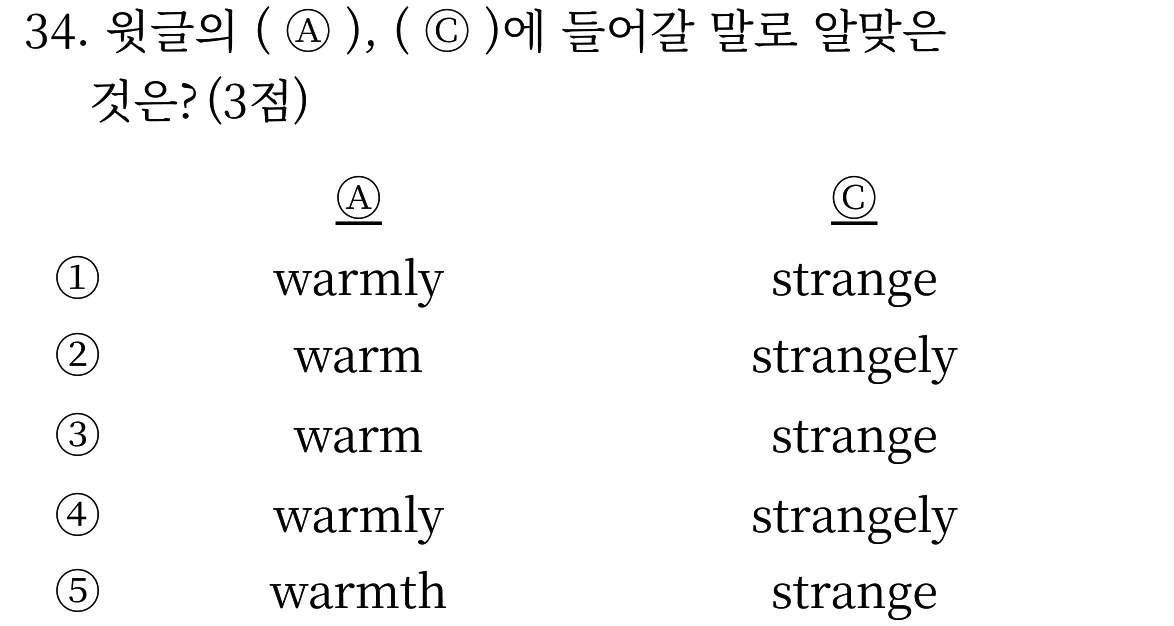 34. 윗글의 ( Ⓐ ), ( Ⓒ )에 들어갈 말로 알맞은
것은? (3점)
Ⓐ Ⓒ
① warmly strange
② warm strangely
③ warm strange
④ warmly strangely
⑤ warmth strange